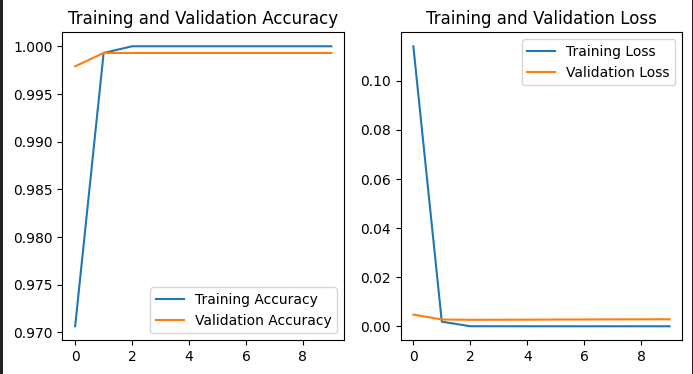 Training and Validation Accuracy
1.000
0.995
0.990
0.985
0.980
0.975
0.970
Training Accuracy
Validation Accuracy
0 2 4 6 8
Training and Validation Loss
Training Loss
Validation Loss
0.10
0.08
0.06
0.04
0.02
0.00
0 2 4 6 8